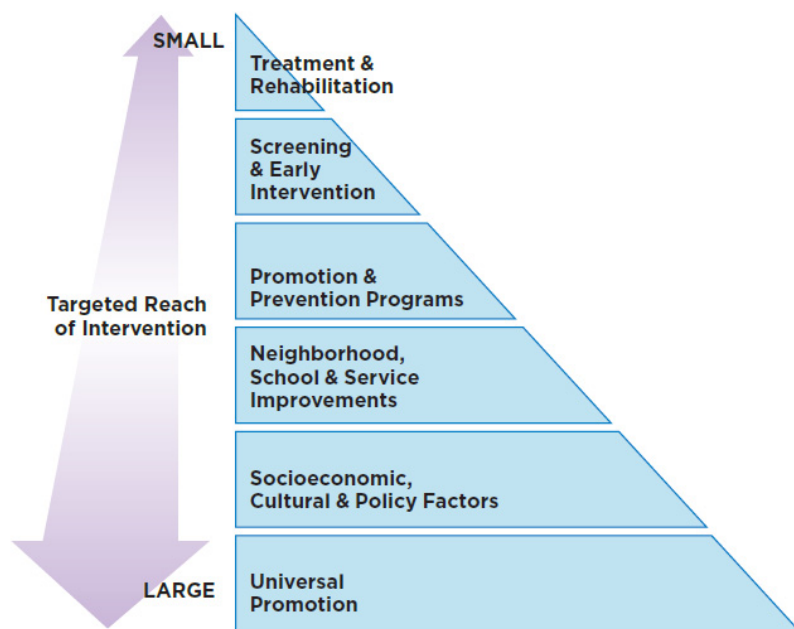 SMALL
Treatment &
Rehabilitation
Screening
& Early
Intervention
Promotion &
Prevention Programs
Targeted Reach
of Intervention
Neighborhood,
School & Service
Improvements
Socioeconomic,
Cultural & Policy Factors
LARGE
Universal
Promotion